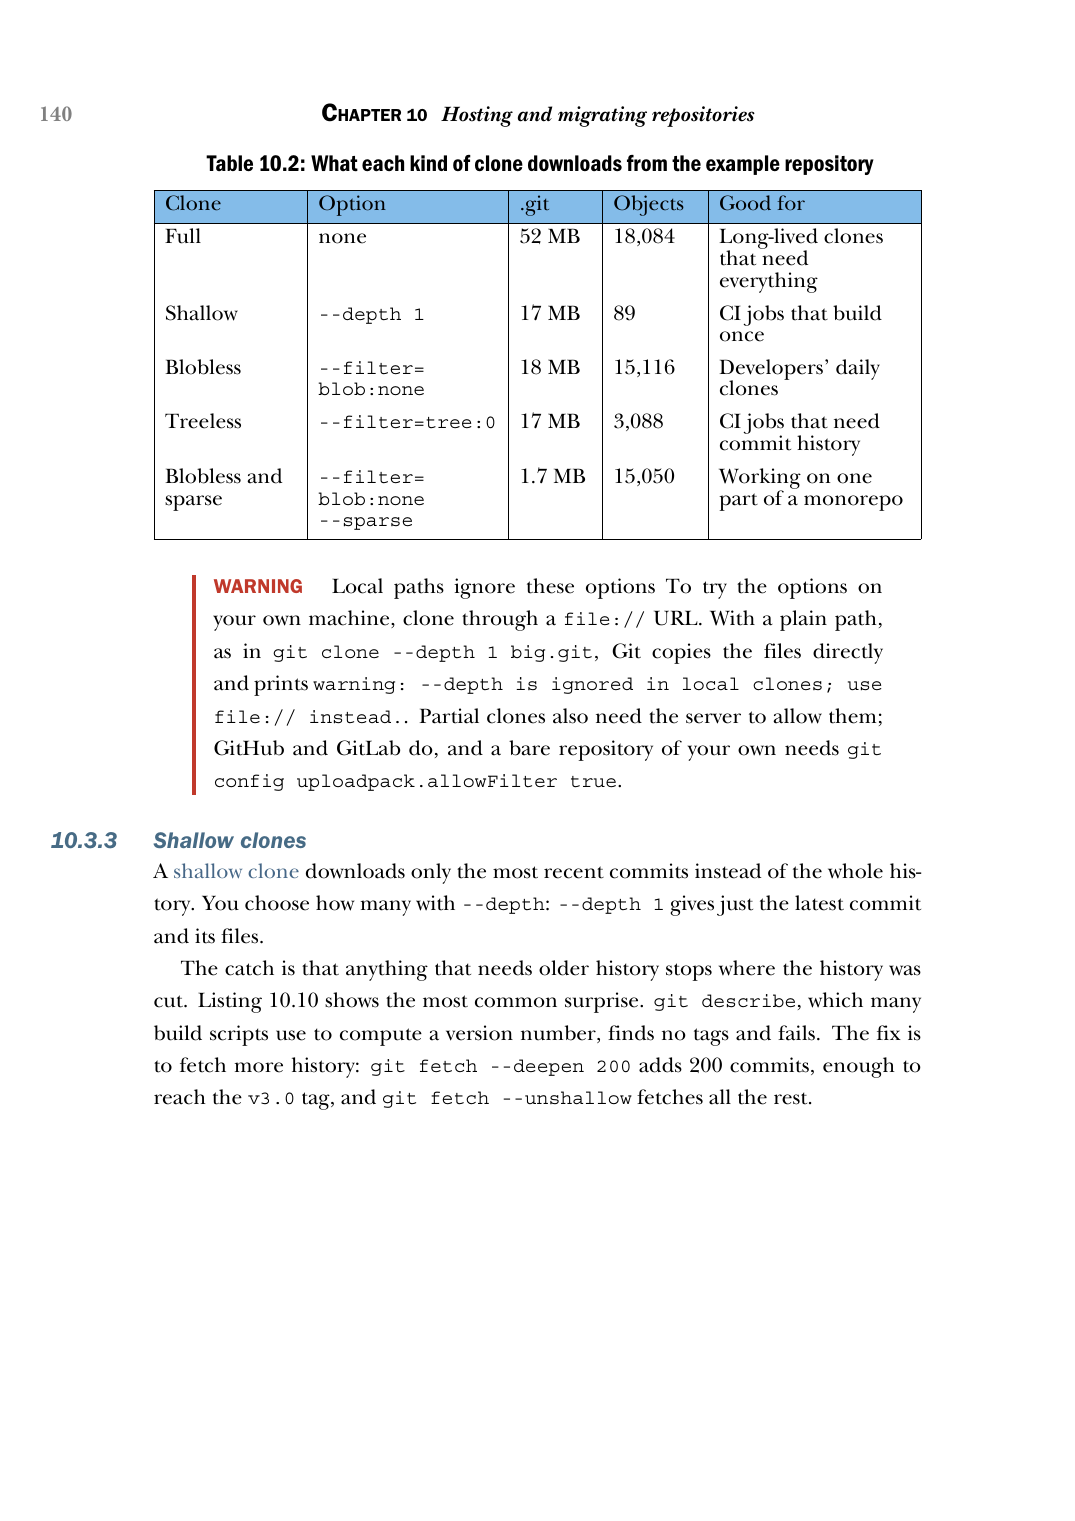 140
CHAPTER 10 Hosting and migrating repositories
Table 10.2: What each kind of clone downloads from the example repository
Clone Option .git Objects Good for
Full none 52 MB 18,084 Long-lived clones
that need
everything
Shallow --depth 1 17 MB 89 CI jobs that build
once
Blobless --filter= 18 MB 15,116 Developers’ daily
blob:none clones
Treeless --filter=tree:0 17 MB 3,088 CI jobs that need
commit history
Blobless and --filter= 1.7 MB 15,050 Working on one
sparse blob:none part of a monorepo
--sparse
WARNING Local paths ignore these options To try the options on
your own machine, clone through a file:// URL. With a plain path,
as in git clone --depth 1 big.git, Git copies the files directly
and prints warning: --depth is ignored in local clones; use
file:// instead.. Partial clones also need the server to allow them;
GitHub and GitLab do, and a bare repository of your own needs git
config uploadpack.allowFilter true.
10.3.3 Shallow clones
A shallow clone downloads only the most recent commits instead of the whole his-
tory. You choose how many with --depth: --depth 1 gives just the latest commit
and its files.
The catch is that anything that needs older history stops where the history was
cut. Listing 10.10 shows the most common surprise. git describe, which many
build scripts use to compute a version number, finds no tags and fails. The fix is
to fetch more history: git fetch --deepen 200 adds 200 commits, enough to
reach the v3.0 tag, and git fetch --unshallow fetches all the rest.